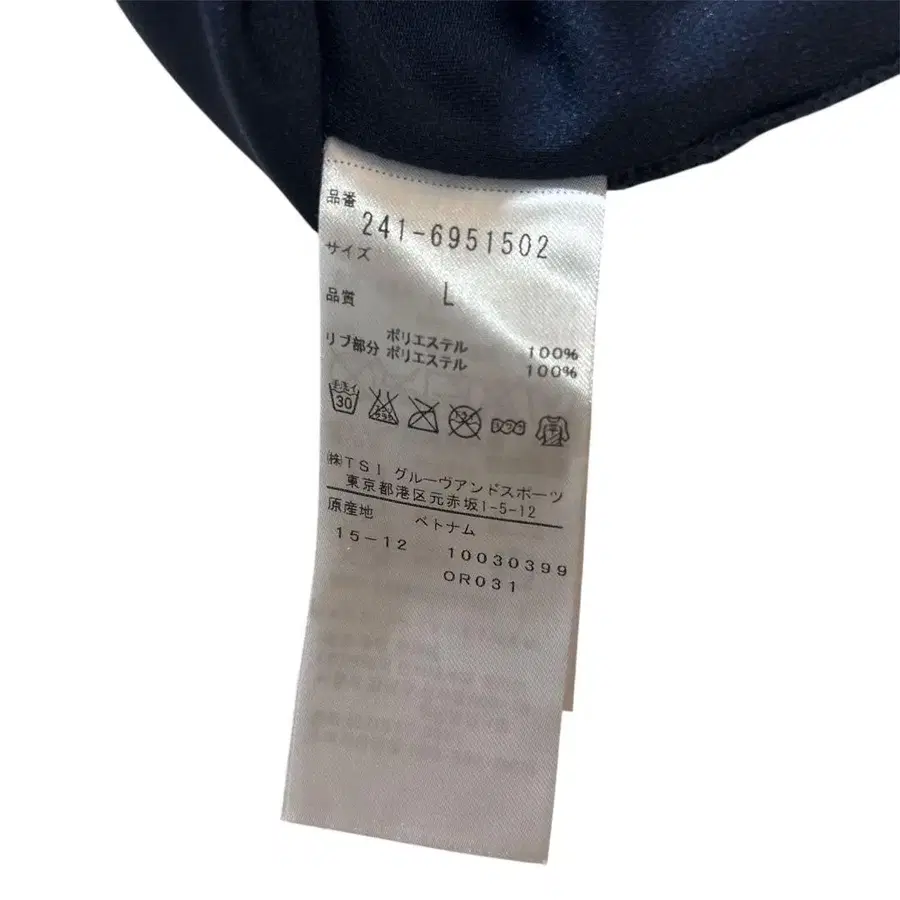 品番
241-6951502
サイズ
L
品質
ポリエステル 100%
リブ部分 ポリエステル 100%
30
㈱TSI グルーヴアンドスポーツ
東京都港区元赤坂1-5-12
原産地 ベトナム
15-12 10030399
OR031